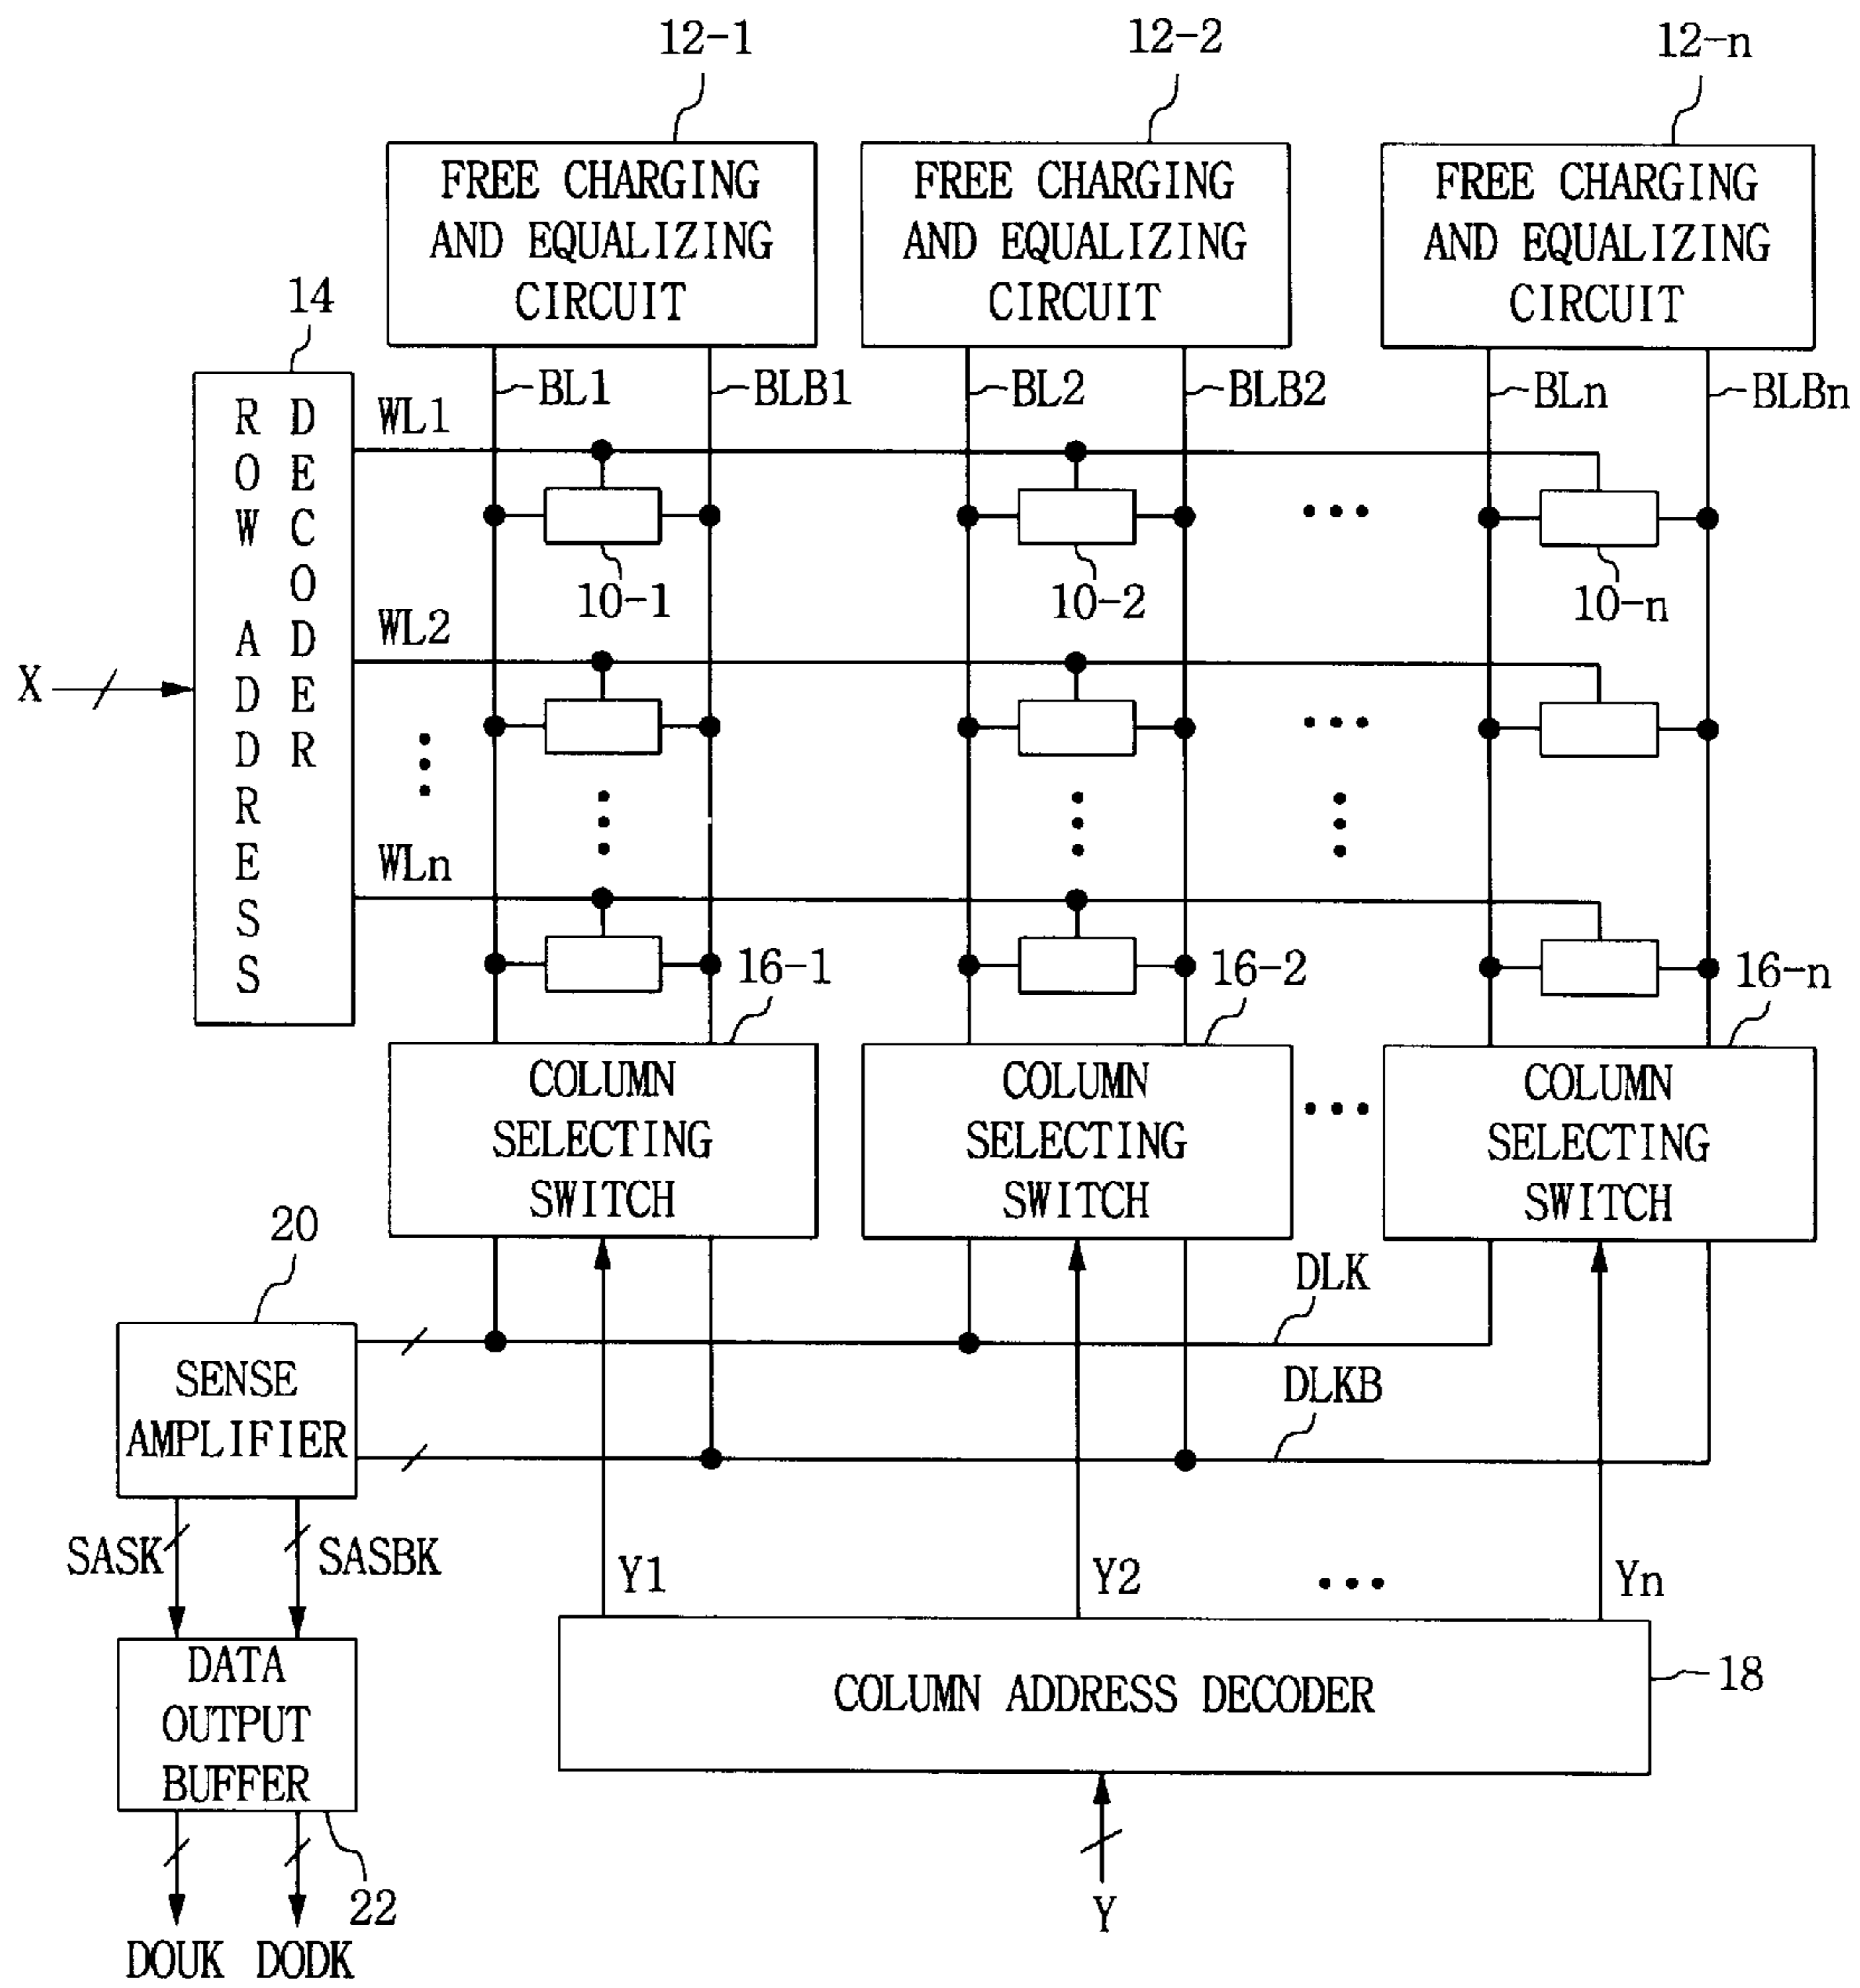 12-1
12-2
12-n
FREE CHARGING
AND EQUALIZING
CIRCUIT
FREE CHARGING
AND EQUALIZING
CIRCUIT
FREE CHARGING
AND EQUALIZING
CIRCUIT
14
ROW ADDRESS
DECODER
X
BL1
BLB1
BL2
BLB2
BLn
BLBn
WL1
10-1
10-2
10-n
WL2
WLn
16-1
16-2
16-n
COLUMN
SELECTING
SWITCH
COLUMN
SELECTING
SWITCH
COLUMN
SELECTING
SWITCH
20
DLK
SENSE
AMPLIFIER
DLKB
SASK
SASBK
Y1
Y2
Yn
DATA
OUTPUT
BUFFER
COLUMN ADDRESS DECODER
18
22
Y
DOUK
DODK